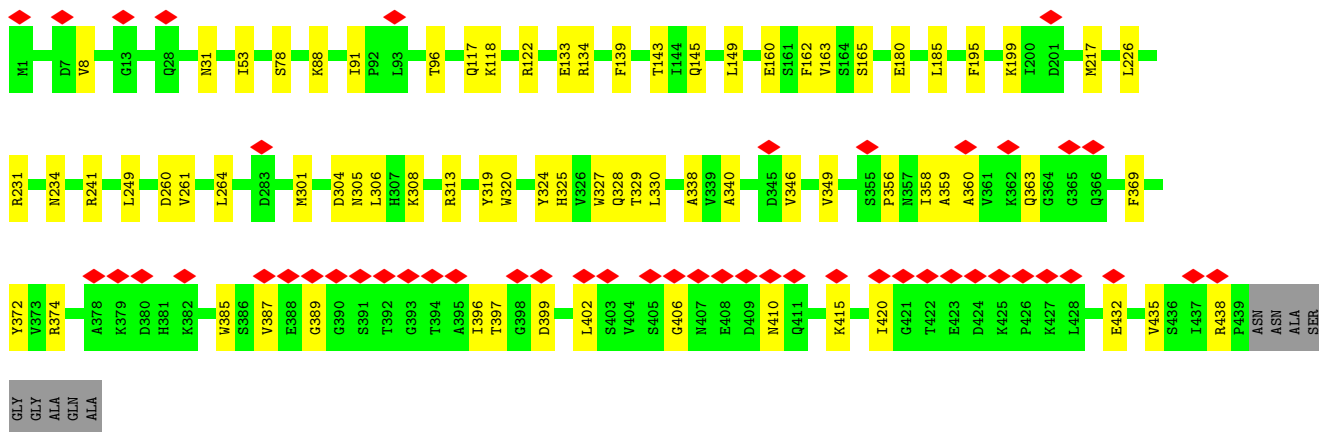 M1 D7 V8 G13 Q28 N31 I53 S78 K88 I91 P92 L93 T96 Q117 K118 R122 E133 R134 F139 T143 I144 Q145 L149 E160 S161 F162 V163 S164 S165 E180 L185 F195 K199 I200 D201 M217 L226
R231 N234 R241 L249 D260 V261 L264 D283 M301 D304 N305 L306 H307 K308 R313 Y319 W320 Y324 H325 V326 W327 Q328 T329 L330 A338 V339 A340 D345 V346 V349 S355 P356 N357 I358 A359 A360 V361 K362 Q363 G364 G365 Q366 F369
Y372 V373 R374 A378 K379 D380 H381 K382 W385 S386 V387 E388 G389 G390 S391 T392 G393 T394 A395 I396 T397 G398 D399 L402 S403 V404 S405 G406 N407 E408 D409 N410 Q411 K415 I420 G421 T422 E423 D424 K425 P426 K427 L428 E432 V435 S436 I437 R438 P439 ASN ASN ALA SER
GLY GLY ALA GLN ALA